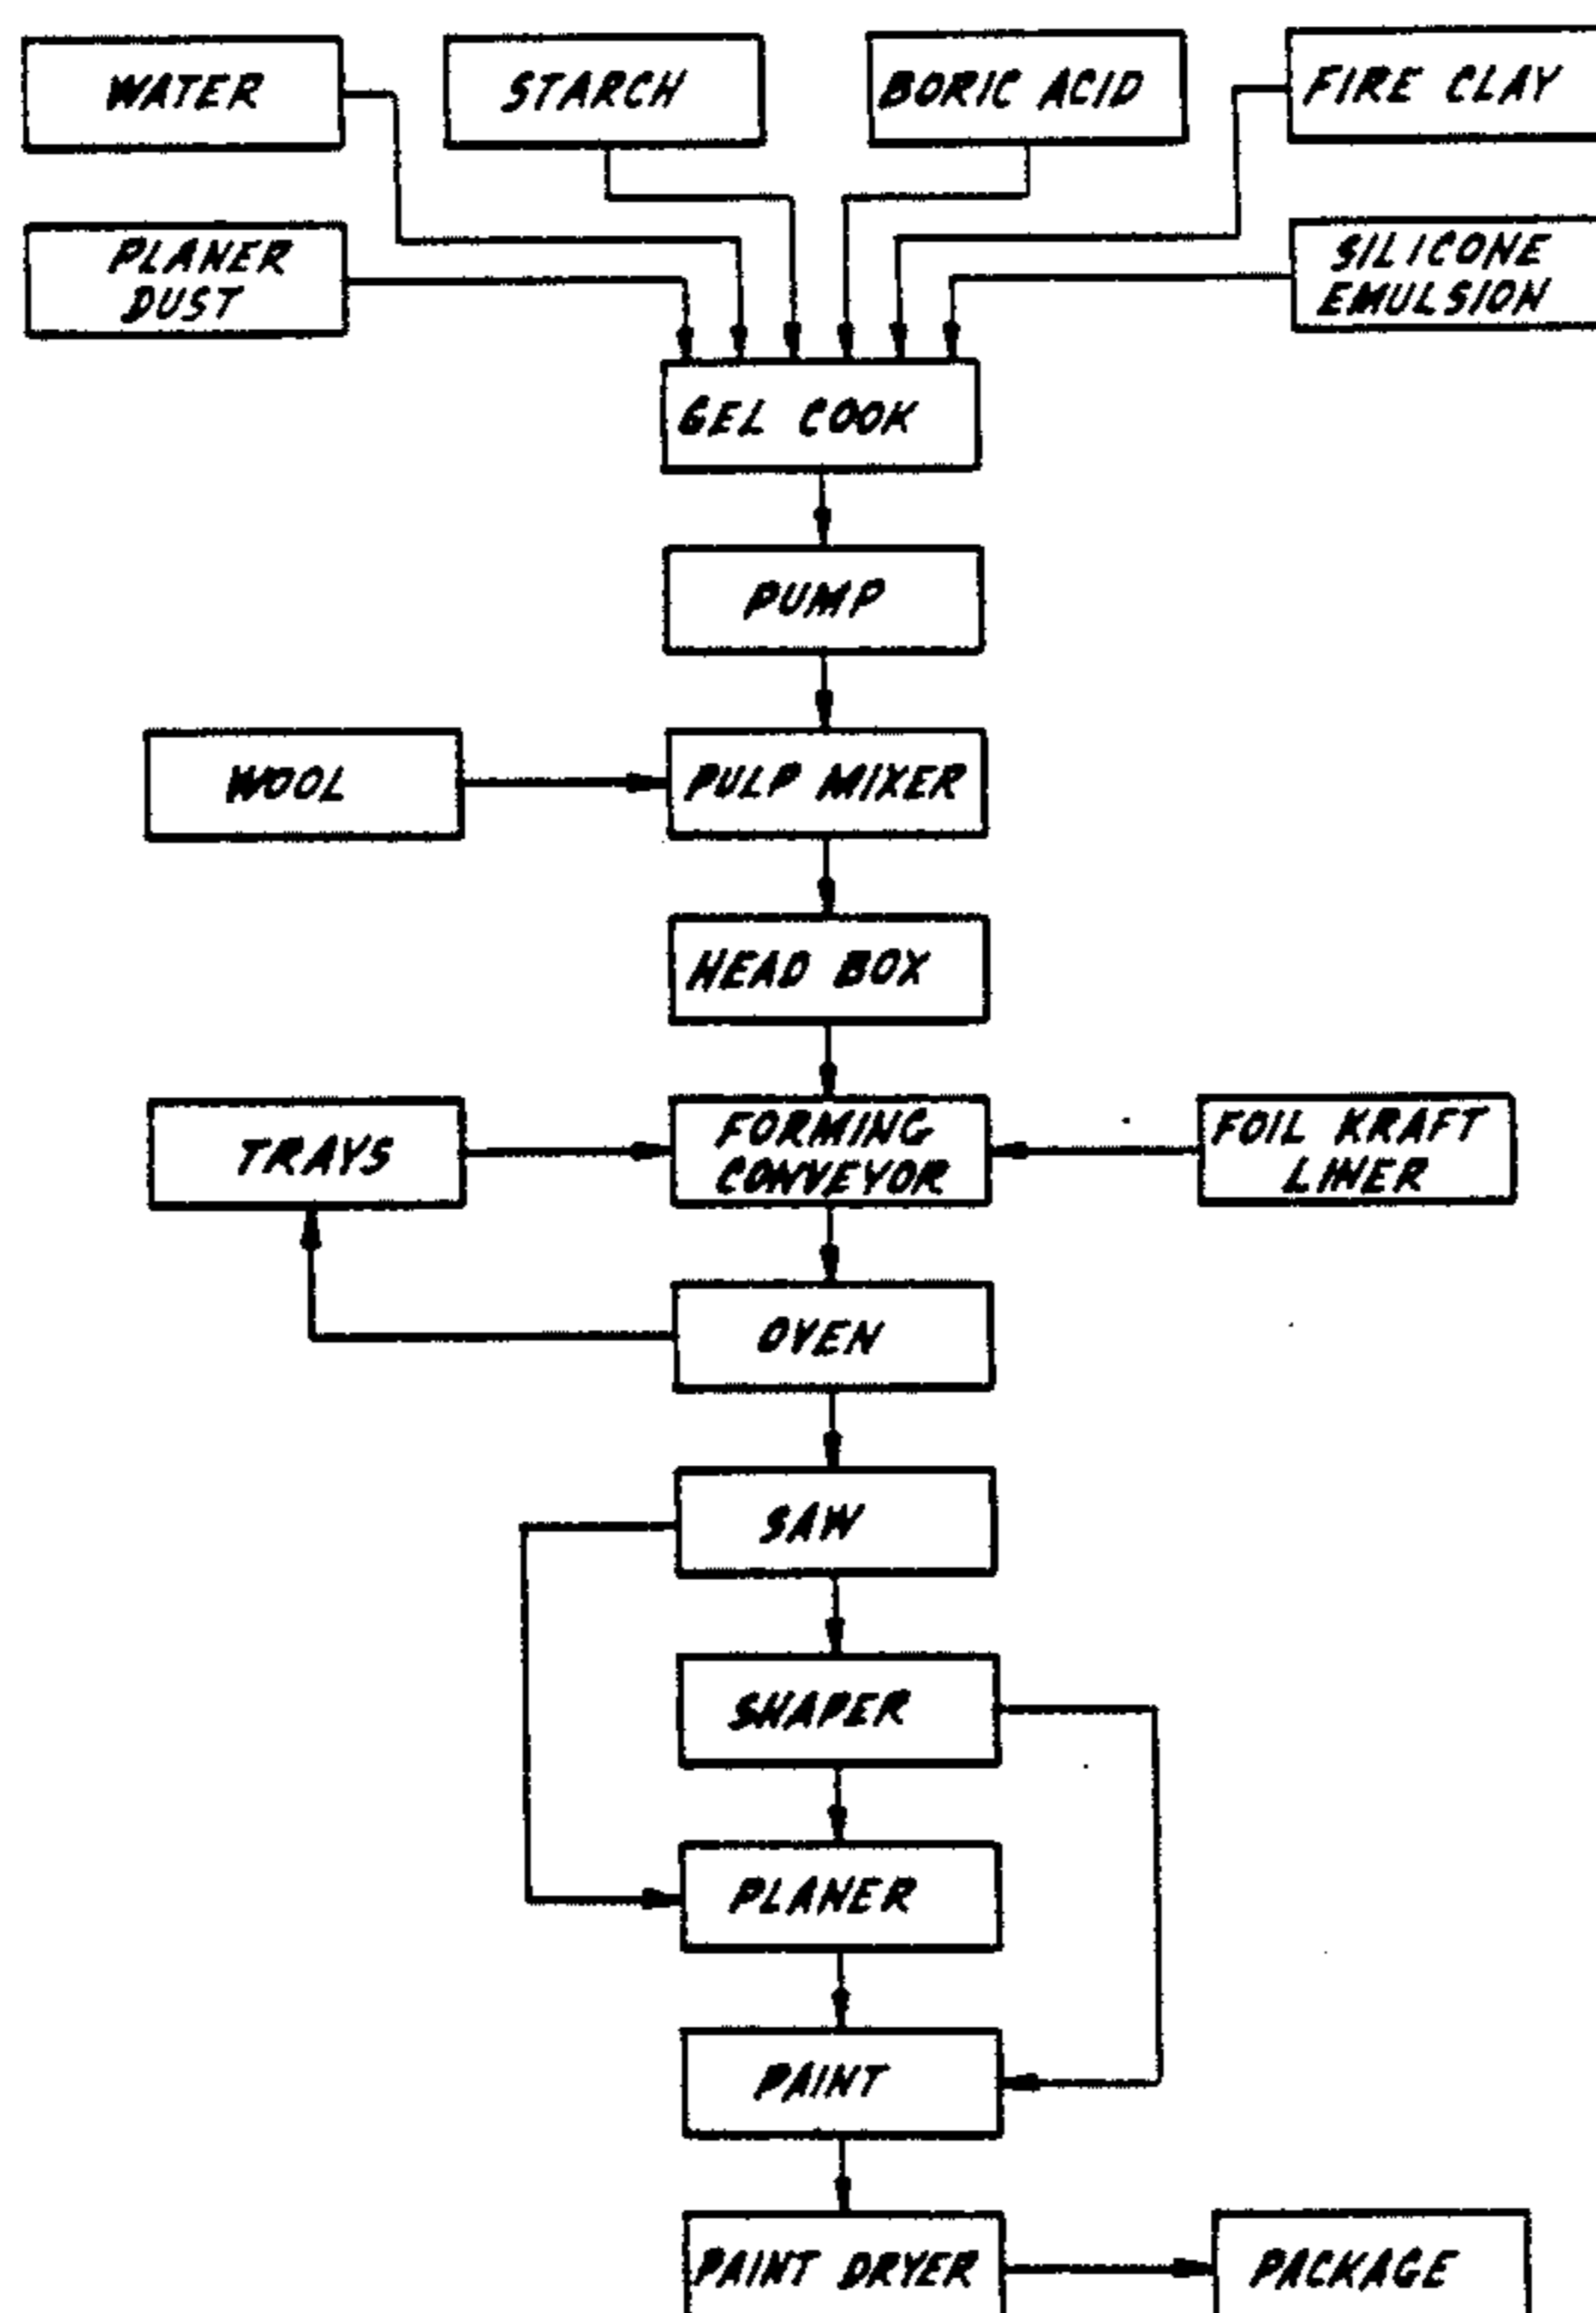 WATER
STARCH
BORIC ACID
FIRE CLAY
PLANER
DUST
SILICONE
EMULSION
GEL COOK
PUMP
WOOL
PULP MIXER
HEAD BOX
TRAYS
FORMING
CONVEYOR
FOIL KRAFT
LINER
OVEN
SAW
SHAPER
PLANER
PAINT
PAINT DRYER
PACKAGE